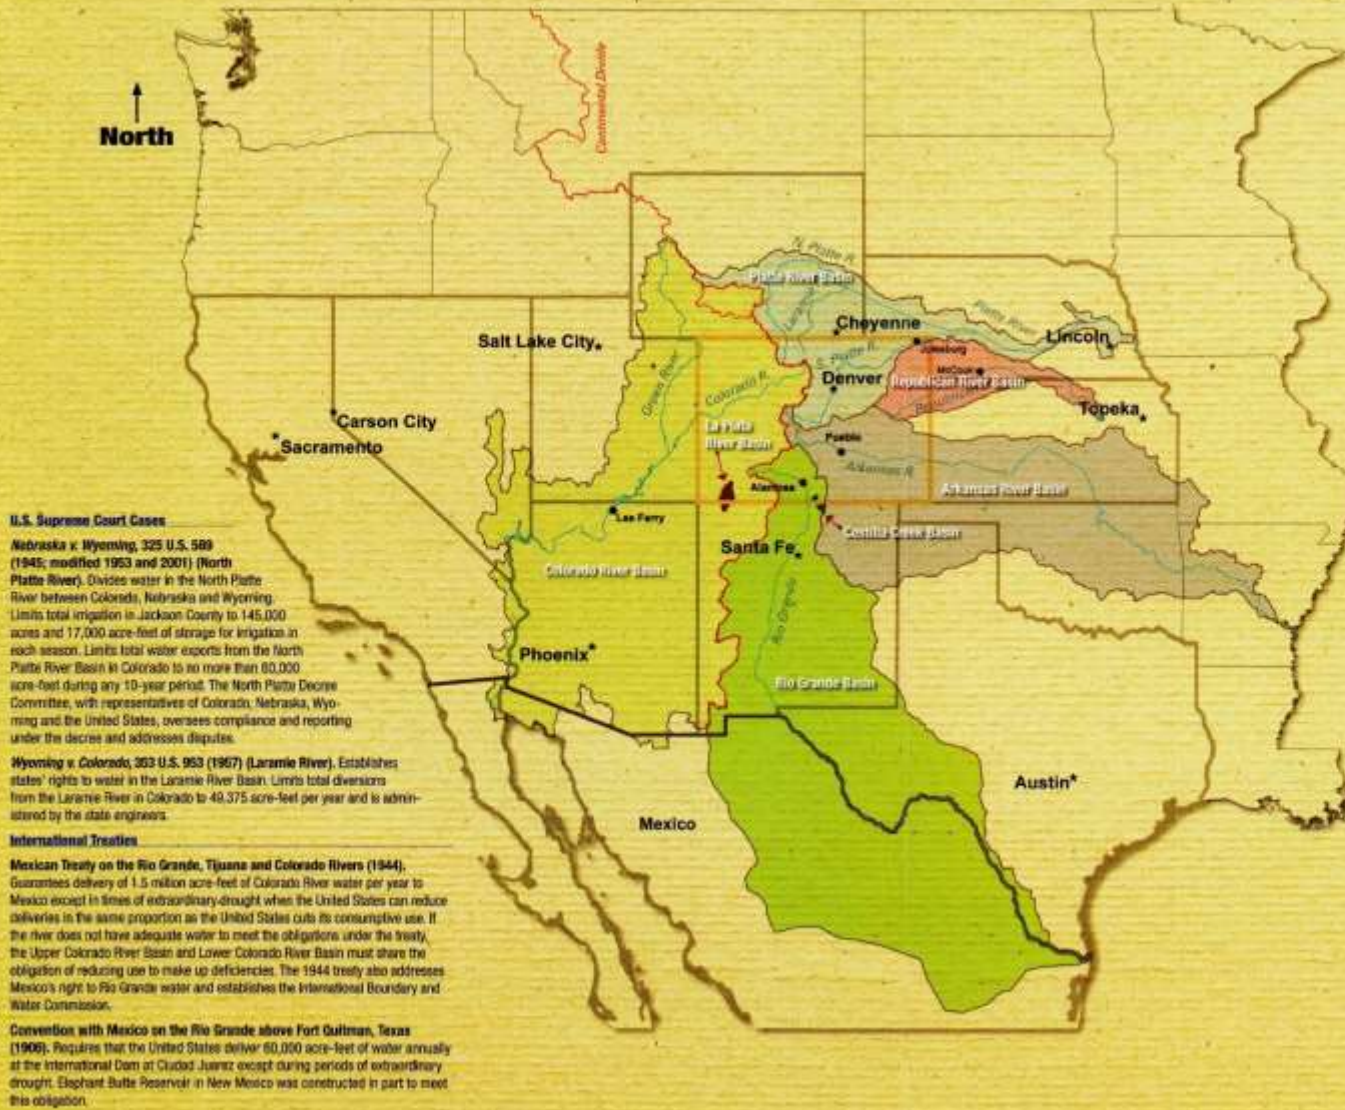 North
Continental Divide
N. Platte R.
Platte River Basin
Laramie
Platte River
Cheyenne
Julesburg
Lincoln
Salt Lake City
S. Platte R.
McCook
Denver
Republican River Basin
Green River
Colorado R.
Topeka
Carson City
Sacramento
La Plata
River Basin
Pueblo
Arkansas R.
Alamosa
Arkansas River Basin
Lee Ferry
Costilla Creek Basin
Santa Fe
Colorado River Basin
Rio Grande
Phoenix
Rio Grande Basin
Austin
Mexico
U.S. Supreme Court Cases
Nebraska v. Wyoming, 325 U.S. 589
(1945; modified 1953 and 2001) (North
Platte River). Divides water in the North Platte
River between Colorado, Nebraska and Wyoming.
Limits total irrigation in Jackson County to 145,000
acres and 17,000 acre-feet of storage for irrigation in
each season. Limits total water exports from the North
Platte River Basin in Colorado to no more than 60,000
acre-feet during any 10-year period. The North Platte Decree
Committee, with representatives of Colorado, Nebraska, Wyo-
ming and the United States, oversees compliance and reporting
under the decree and addresses disputes.
Wyoming v. Colorado, 353 U.S. 953 (1957) (Laramie River). Establishes
states' rights to water in the Laramie River Basin. Limits total diversions
from the Laramie River in Colorado to 49,375 acre-feet per year and is admin-
istered by the state engineers.
International Treaties
Mexican Treaty on the Rio Grande, Tijuana and Colorado Rivers (1944).
Guarantees delivery of 1.5 million acre-feet of Colorado River water per year to
Mexico except in times of extraordinary drought when the United States can reduce
deliveries in the same proportion as the United States cuts its consumptive use. If
the river does not have adequate water to meet the obligations under the treaty,
the Upper Colorado River Basin and Lower Colorado River Basin must share the
obligation of reducing use to make up deficiencies. The 1944 treaty also addresses
Mexico's right to Rio Grande water and establishes the International Boundary and
Water Commission.
Convention with Mexico on the Rio Grande above Fort Quitman, Texas
(1906). Requires that the United States deliver 60,000 acre-feet of water annually
at the International Dam at Ciudad Juarez except during periods of extraordinary
drought. Elephant Butte Reservoir in New Mexico was constructed in part to meet
this obligation.